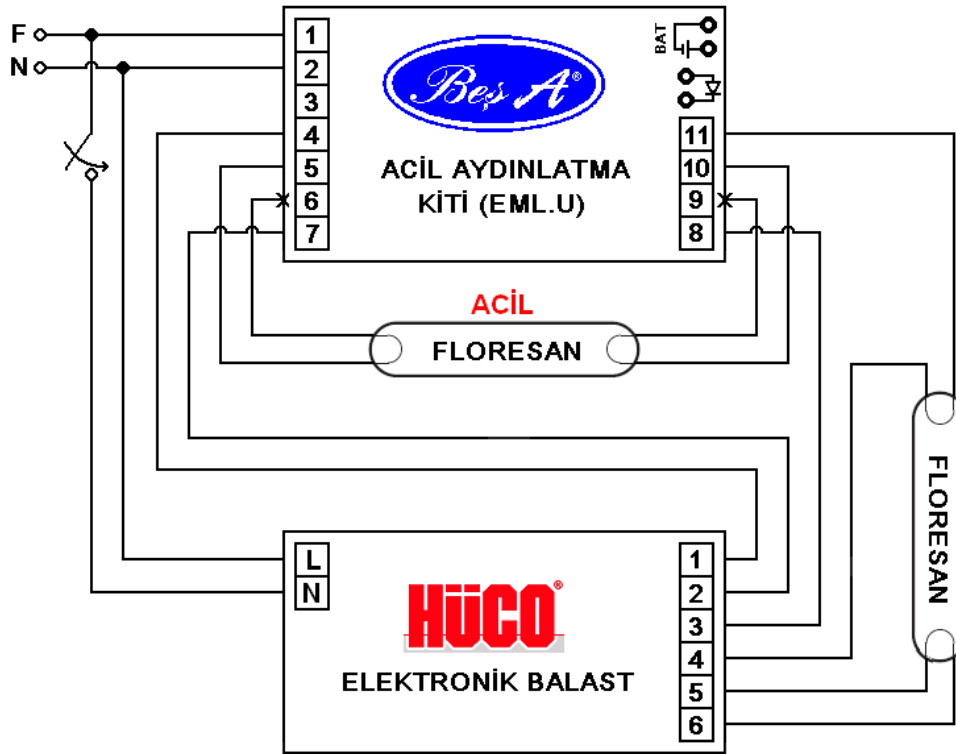 F
N
1
2
3
4
5
6
7
Beş A®
BAT
11
10
9
8
ACİL AYDINLATMA
KİTİ (EML.U)
ACİL
FLORESAN
FLORESAN
L
N
HÜCO®
ELEKTRONİK BALAST
1
2
3
4
5
6